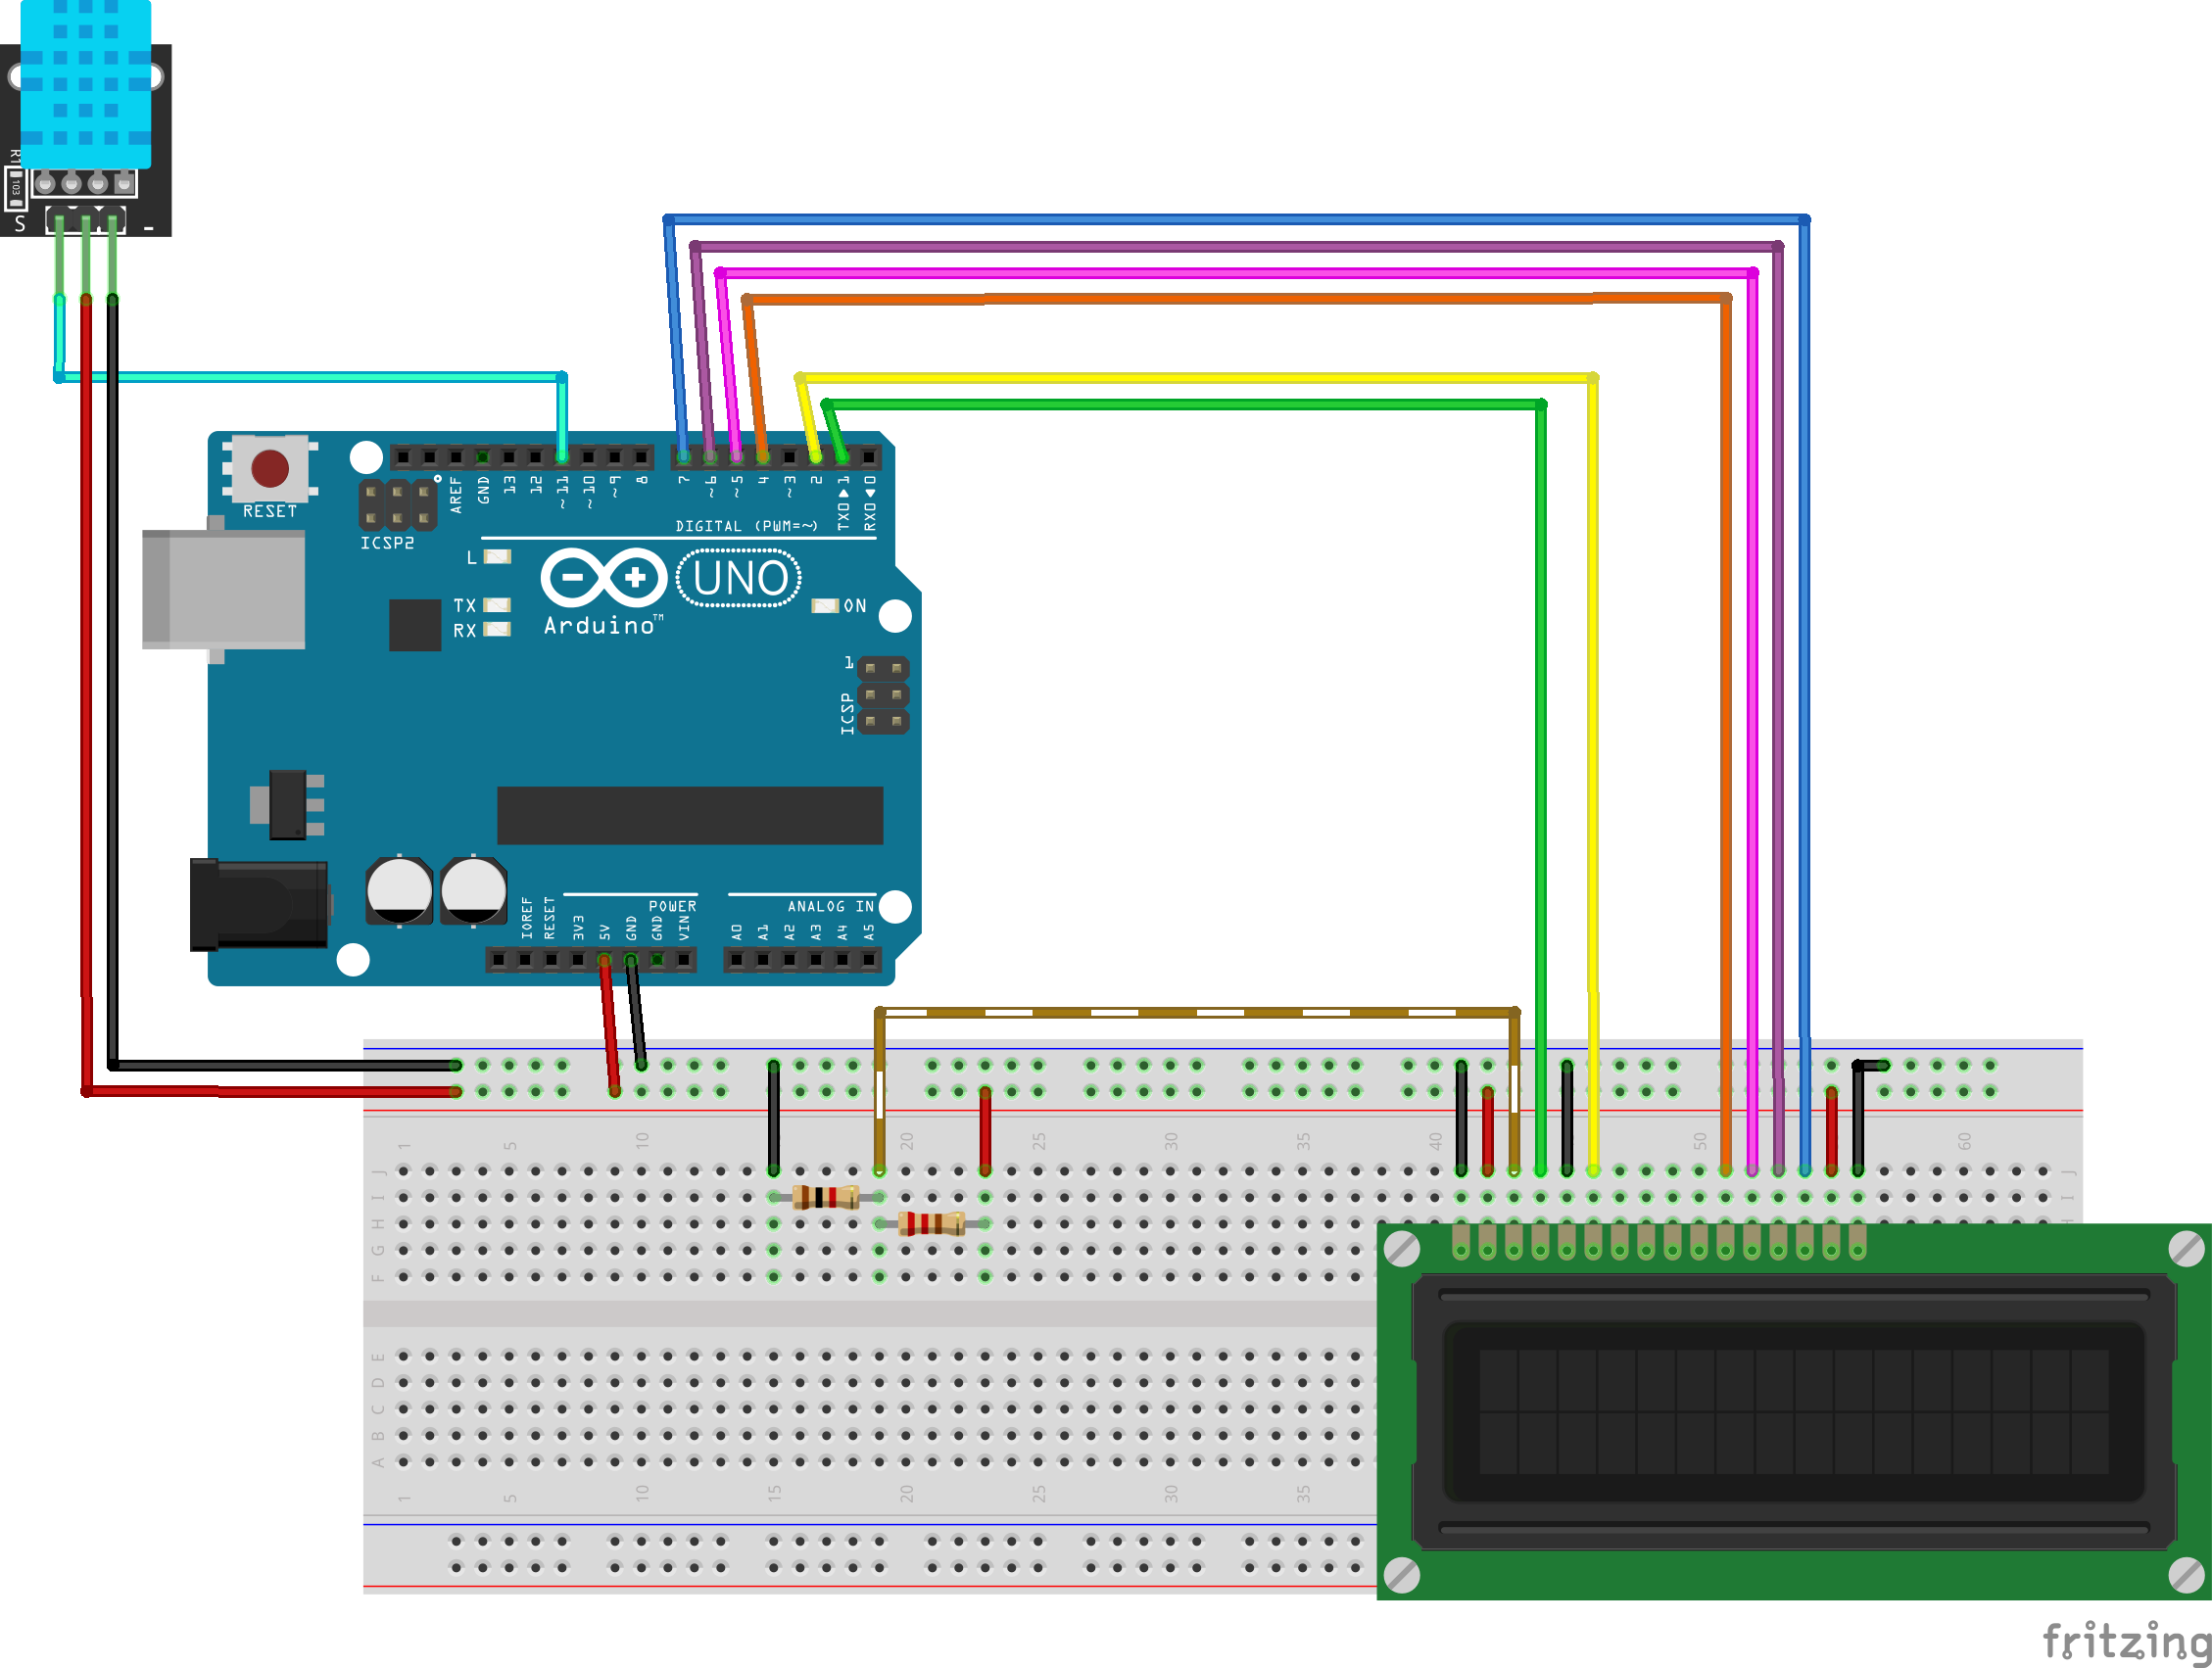 R1
103
S
-
AREF
GND
13
12
~11
~10
~9
8
7
~6
~5
4
~3
2
TX0▶1
RX0◀0
RESET
ICSP2
DIGITAL (PWM=~)
L
TX
RX
UNO
ON
Arduino™
1
ICSP
POWER
ANALOG IN
IOREF
RESET
3V3
5V
GND
GND
VIN
A0
A1
A2
A3
A4
A5
1
5
10
20
25
30
35
40
50
60
J
J
I
I
H
H
G
F
E
D
C
B
A
1
5
10
15
20
25
30
35
fritzing